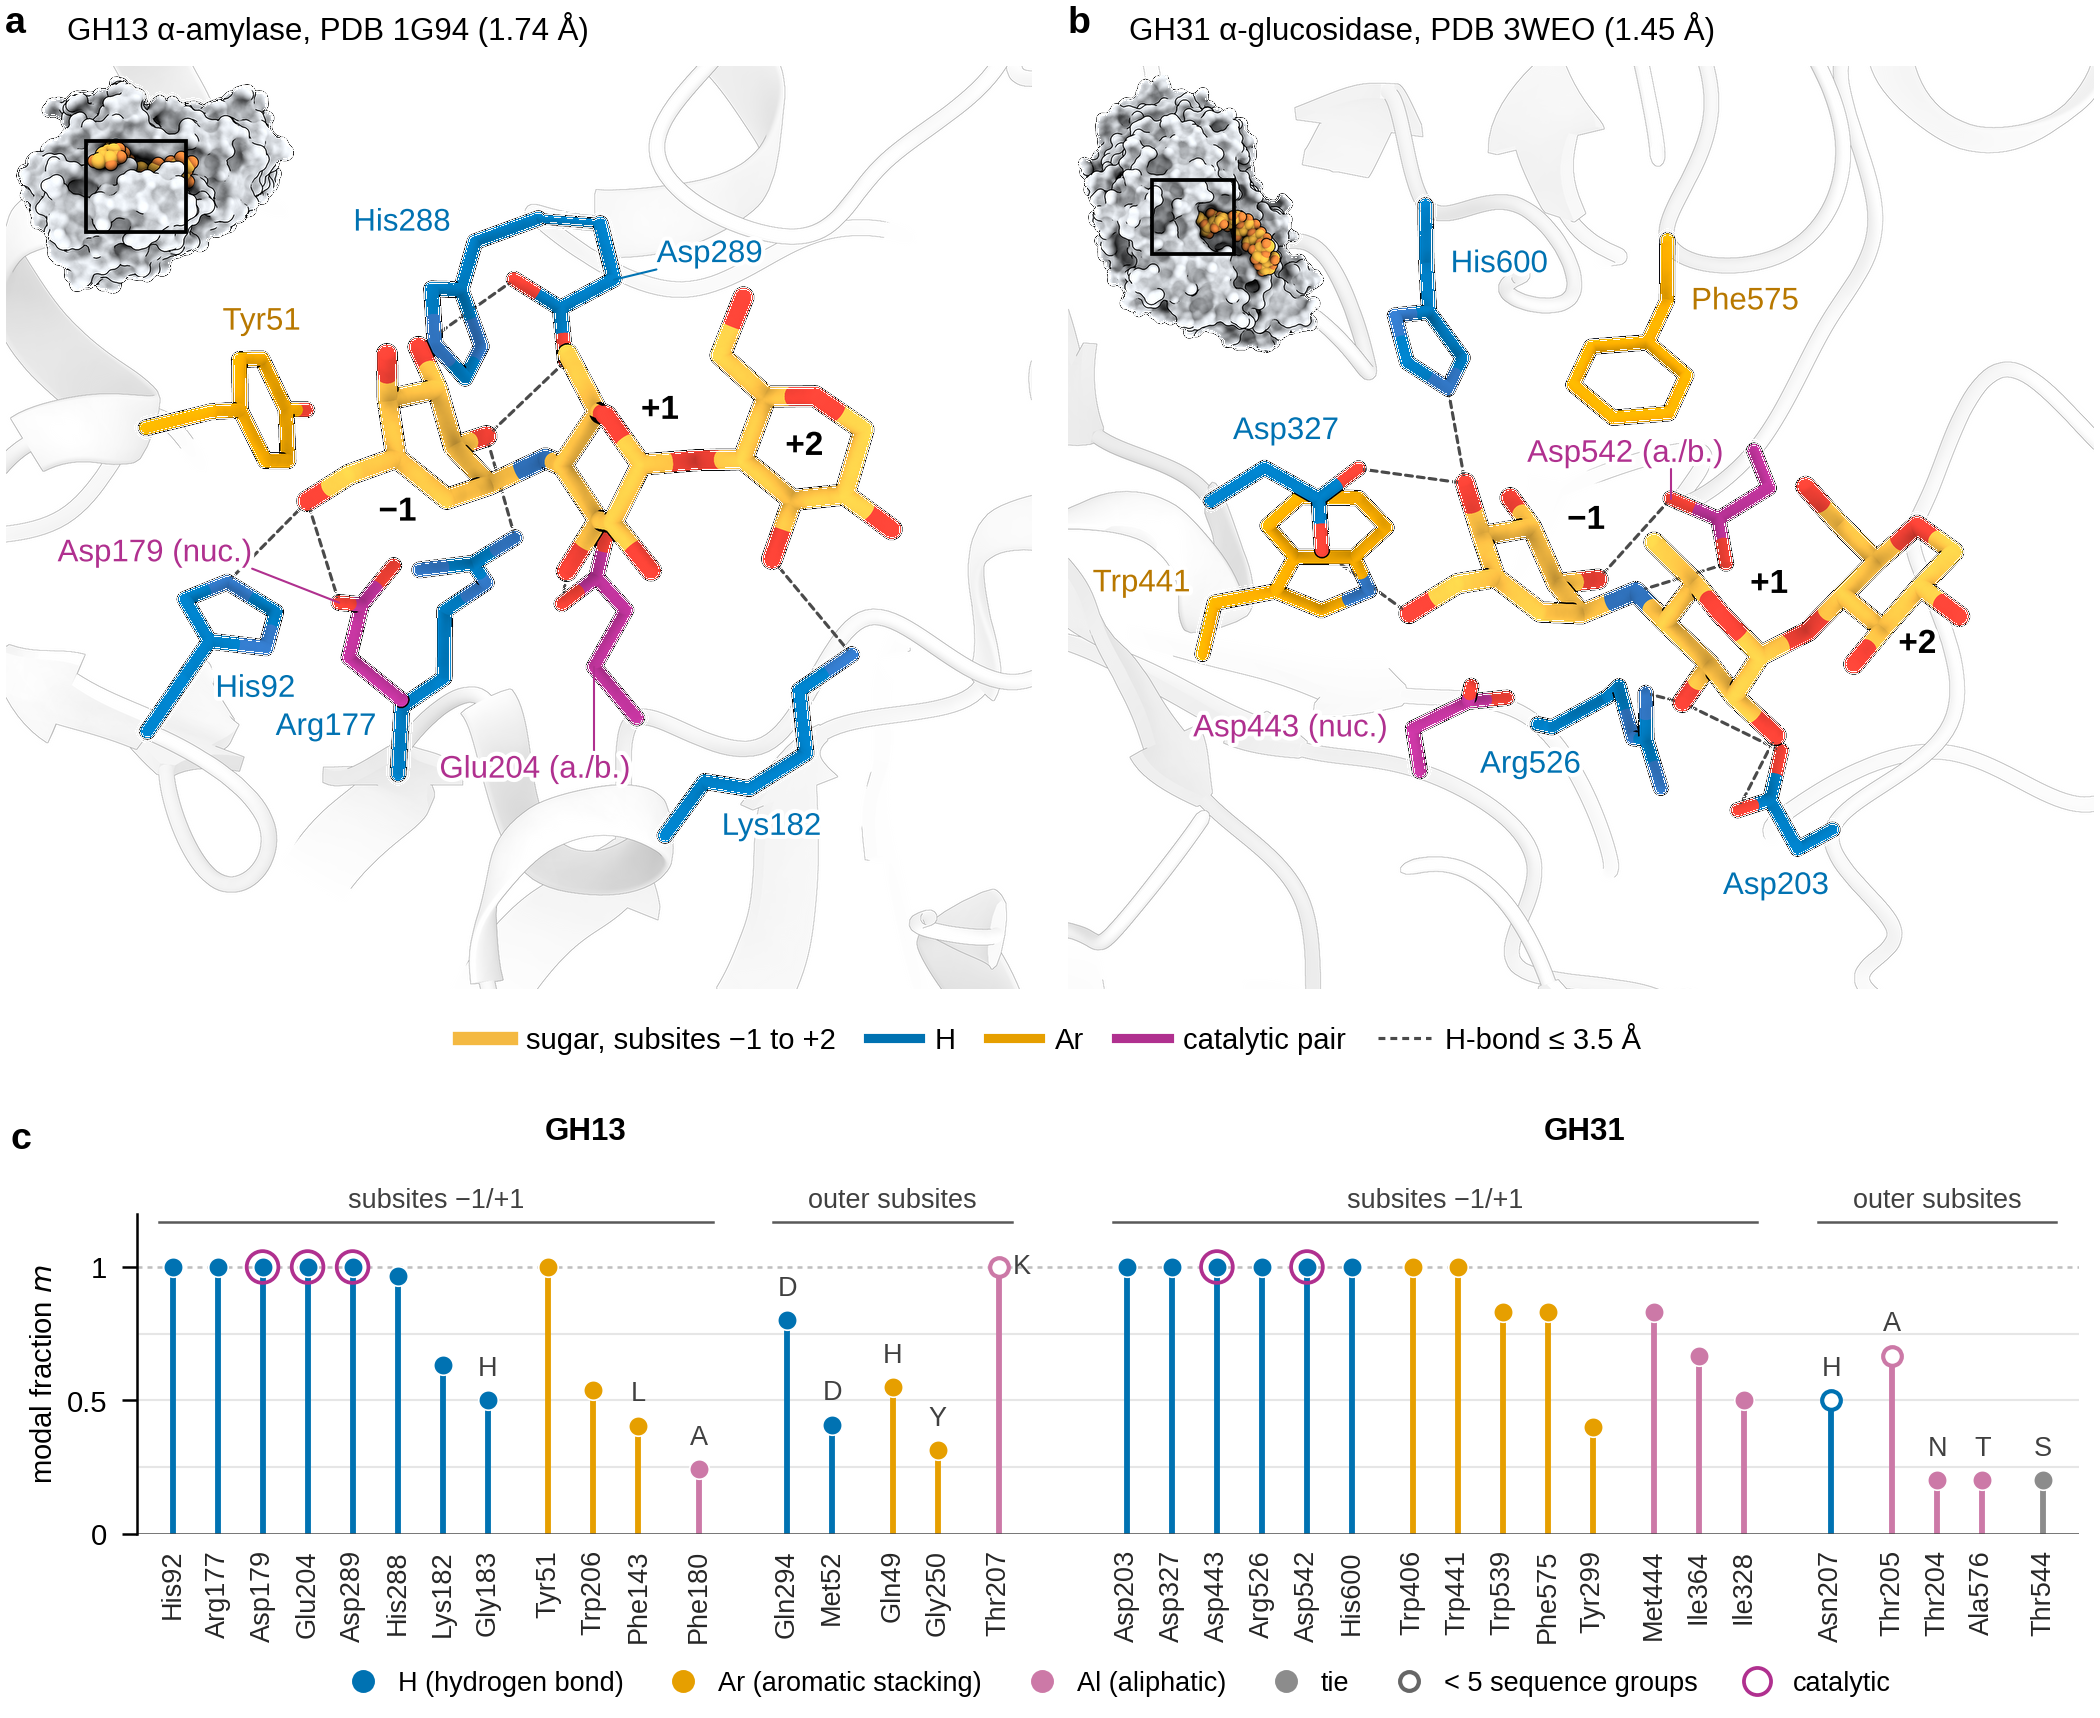 a
GH13 α-amylase, PDB 1G94 (1.74 Å)
His288
Asp289
Tyr51
+1
+2
−1
Asp179 (nuc.)
His92
Arg177
Glu204 (a./b.)
Lys182
b
GH31 α-glucosidase, PDB 3WEO (1.45 Å)
His600
Phe575
Asp327
Asp542 (a./b.)
−1
Trp441
+1
+2
Asp443 (nuc.)
Arg526
Asp203
sugar, subsites −1 to +2
H
Ar
catalytic pair
H-bond ≤ 3.5 Å
c
GH13
GH31
subsites −1/+1
outer subsites
subsites −1/+1
outer subsites
modal fraction m
1
0.5
0
H
L
A
D
D
H
Y
K
H
A
N
T
S
His92
Arg177
Asp179
Glu204
Asp289
His288
Lys182
Gly183
Tyr51
Trp206
Phe143
Phe180
Gln294
Met52
Gln49
Gly250
Thr207
Asp203
Asp327
Asp443
Arg526
Asp542
His600
Trp406
Trp441
Trp539
Phe575
Tyr299
Met444
Ile364
Ile328
Asn207
Thr205
Thr204
Ala576
Thr544
H (hydrogen bond)
Ar (aromatic stacking)
Al (aliphatic)
tie
< 5 sequence groups
catalytic